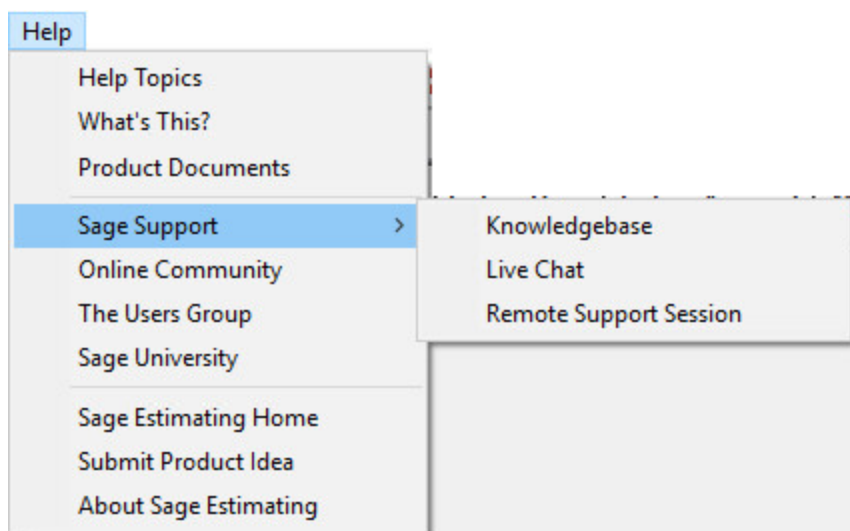 Help
Help Topics
What's This?
Product Documents
Sage Support
Knowledgebase
Live Chat
Remote Support Session
Online Community
The Users Group
Sage University
Sage Estimating Home
Submit Product Idea
About Sage Estimating